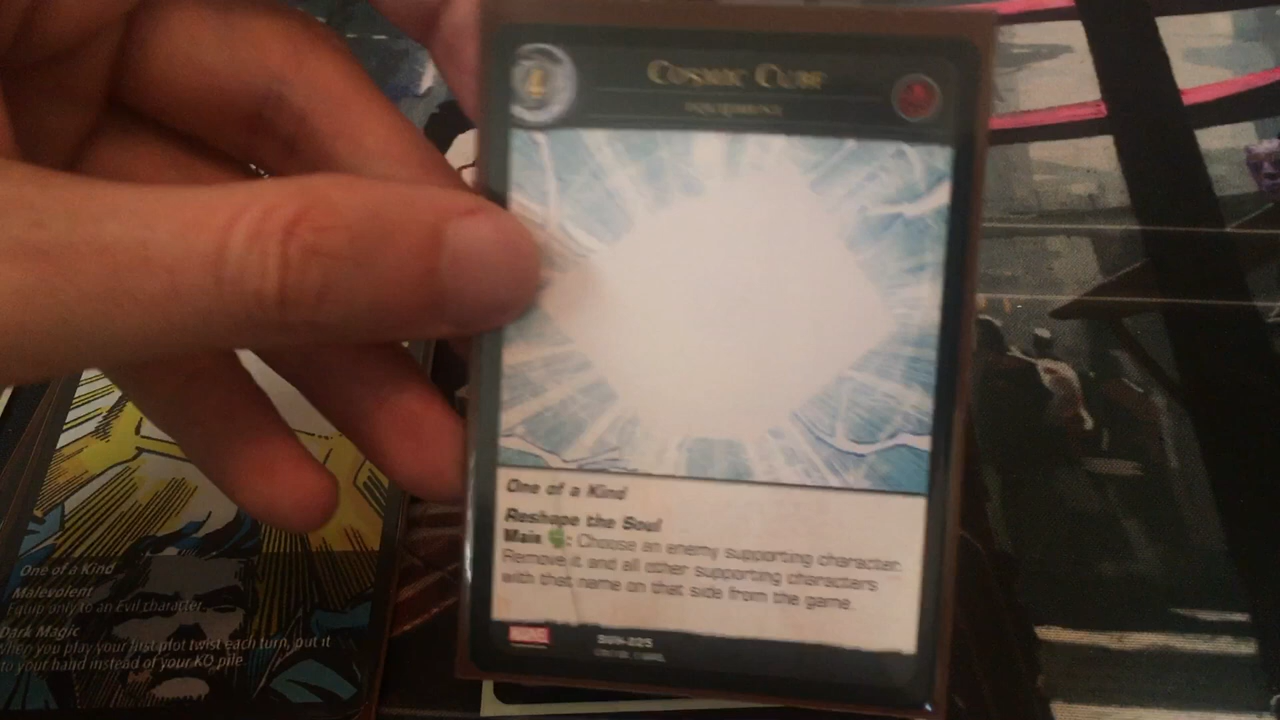 4
Cosmic Cube
Equipment
One of a Kind
Reshape the Soul
Main : Choose an enemy supporting character.
Remove it and all other supporting characters
with that name on that side from the game.
MARVEL
One of a Kind
Malevolent
Equip only to an Evil character.
Dark Magic
When you play your first plot twist each turn, put it
to your hand instead of your KO pile.